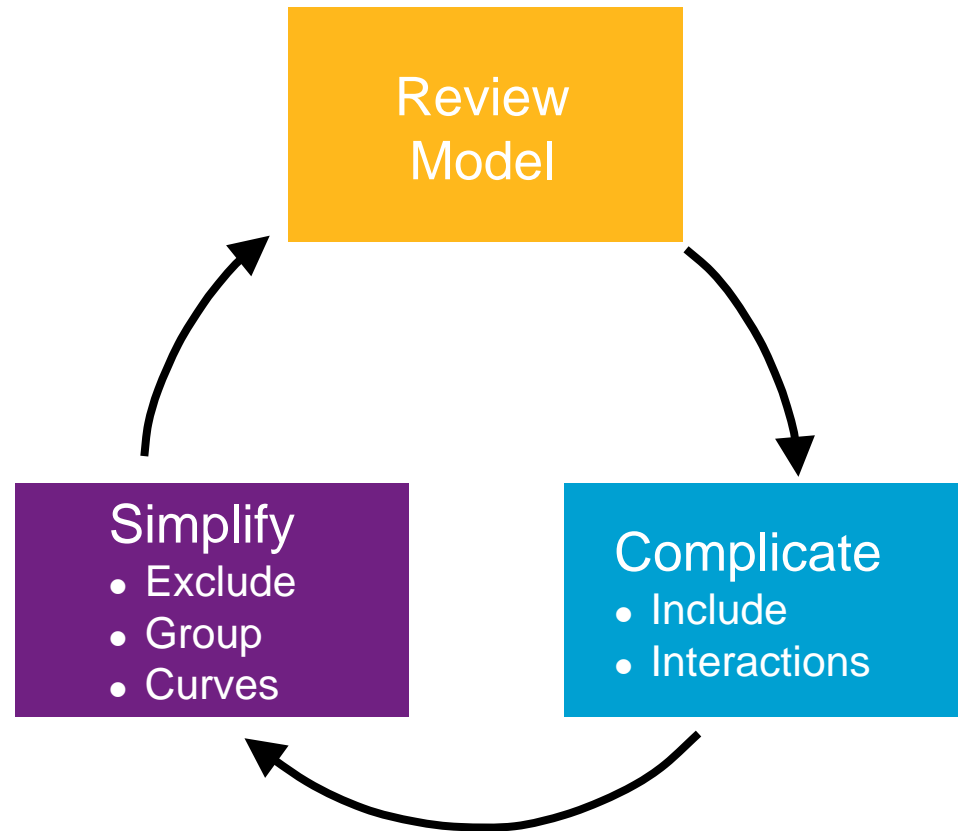 Review
Model
Simplify
• Exclude
• Group
• Curves
Complicate
• Include
• Interactions